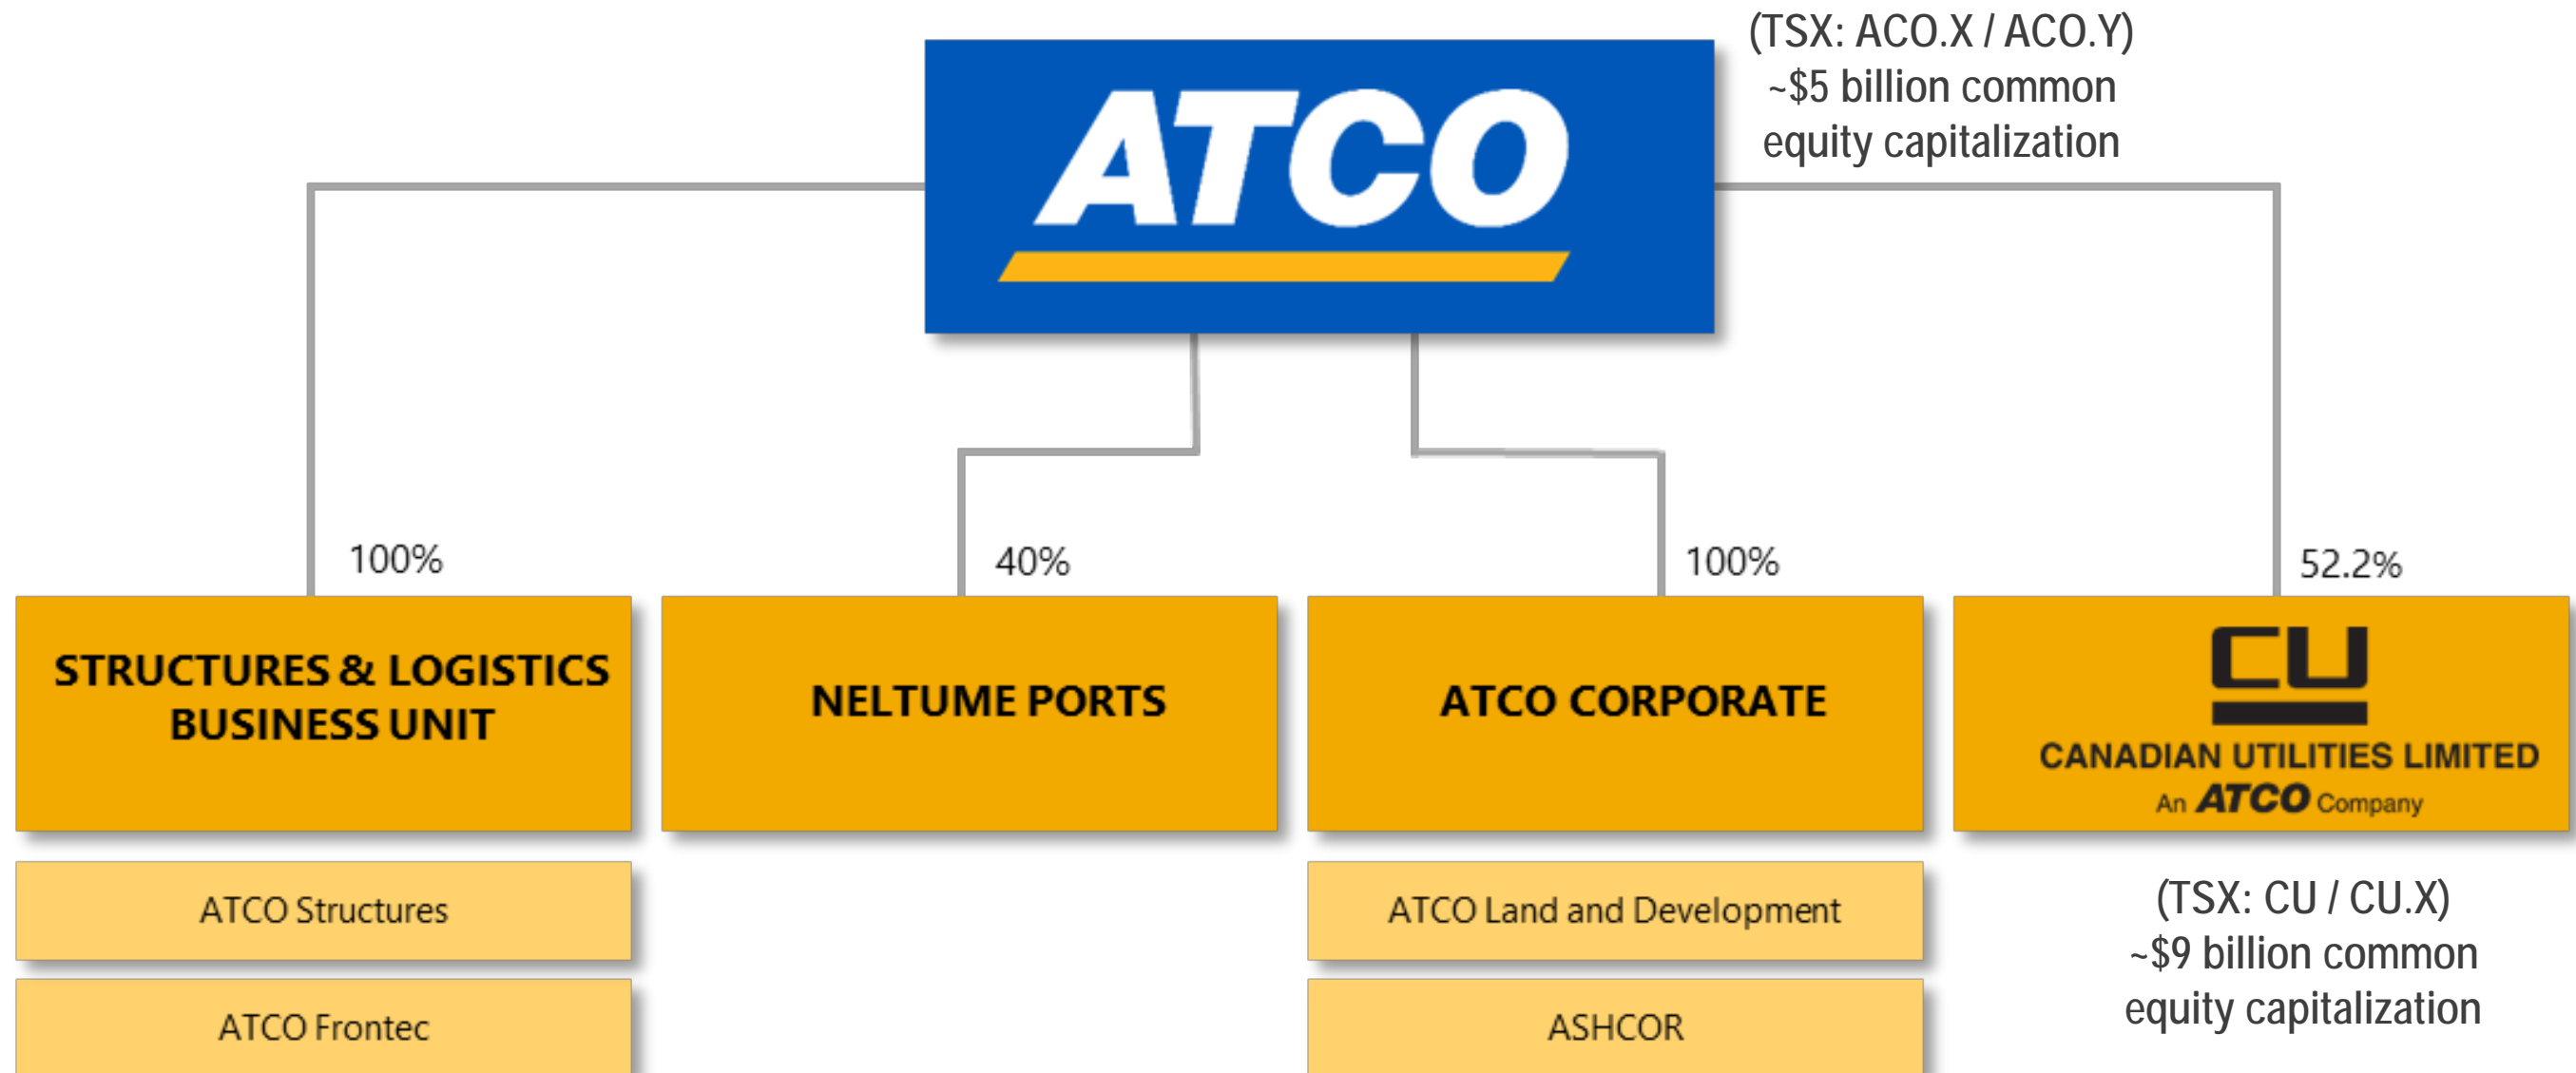 (TSX: ACO.X / ACO.Y)
~$5 billion common
equity capitalization
ATCO
100%
40%
100%
52.2%
STRUCTURES & LOGISTICS
BUSINESS UNIT
NELTUME PORTS
ATCO CORPORATE
CU
CANADIAN UTILITIES LIMITED
An ATCO Company
ATCO Structures
ATCO Land and Development
(TSX: CU / CU.X)
~$9 billion common
equity capitalization
ATCO Frontec
ASHCOR